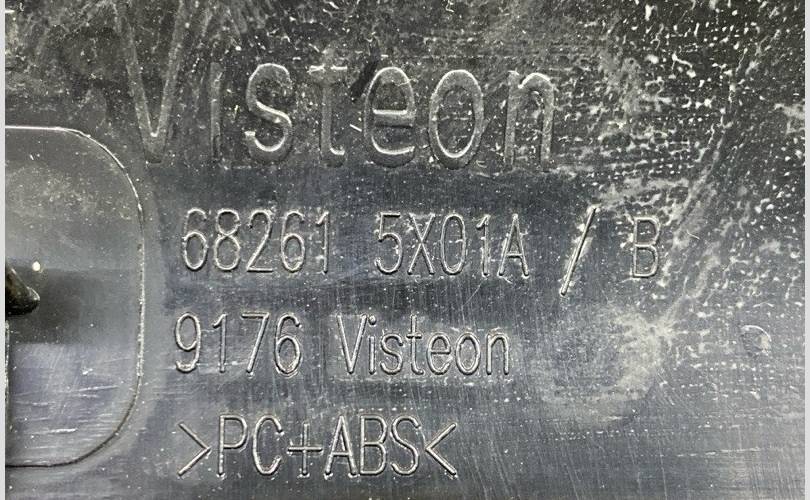 Visteon
68261 5X01A / B
9176 Visteon
>PC+ABS<